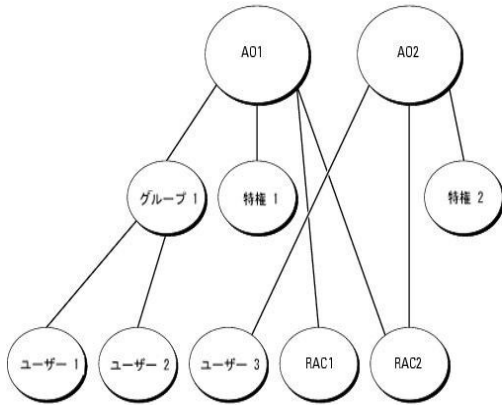 AO1
AO2
グループ 1
特権 1
特権 2
ユーザー 1
ユーザー 2
ユーザー 3
RAC1
RAC2